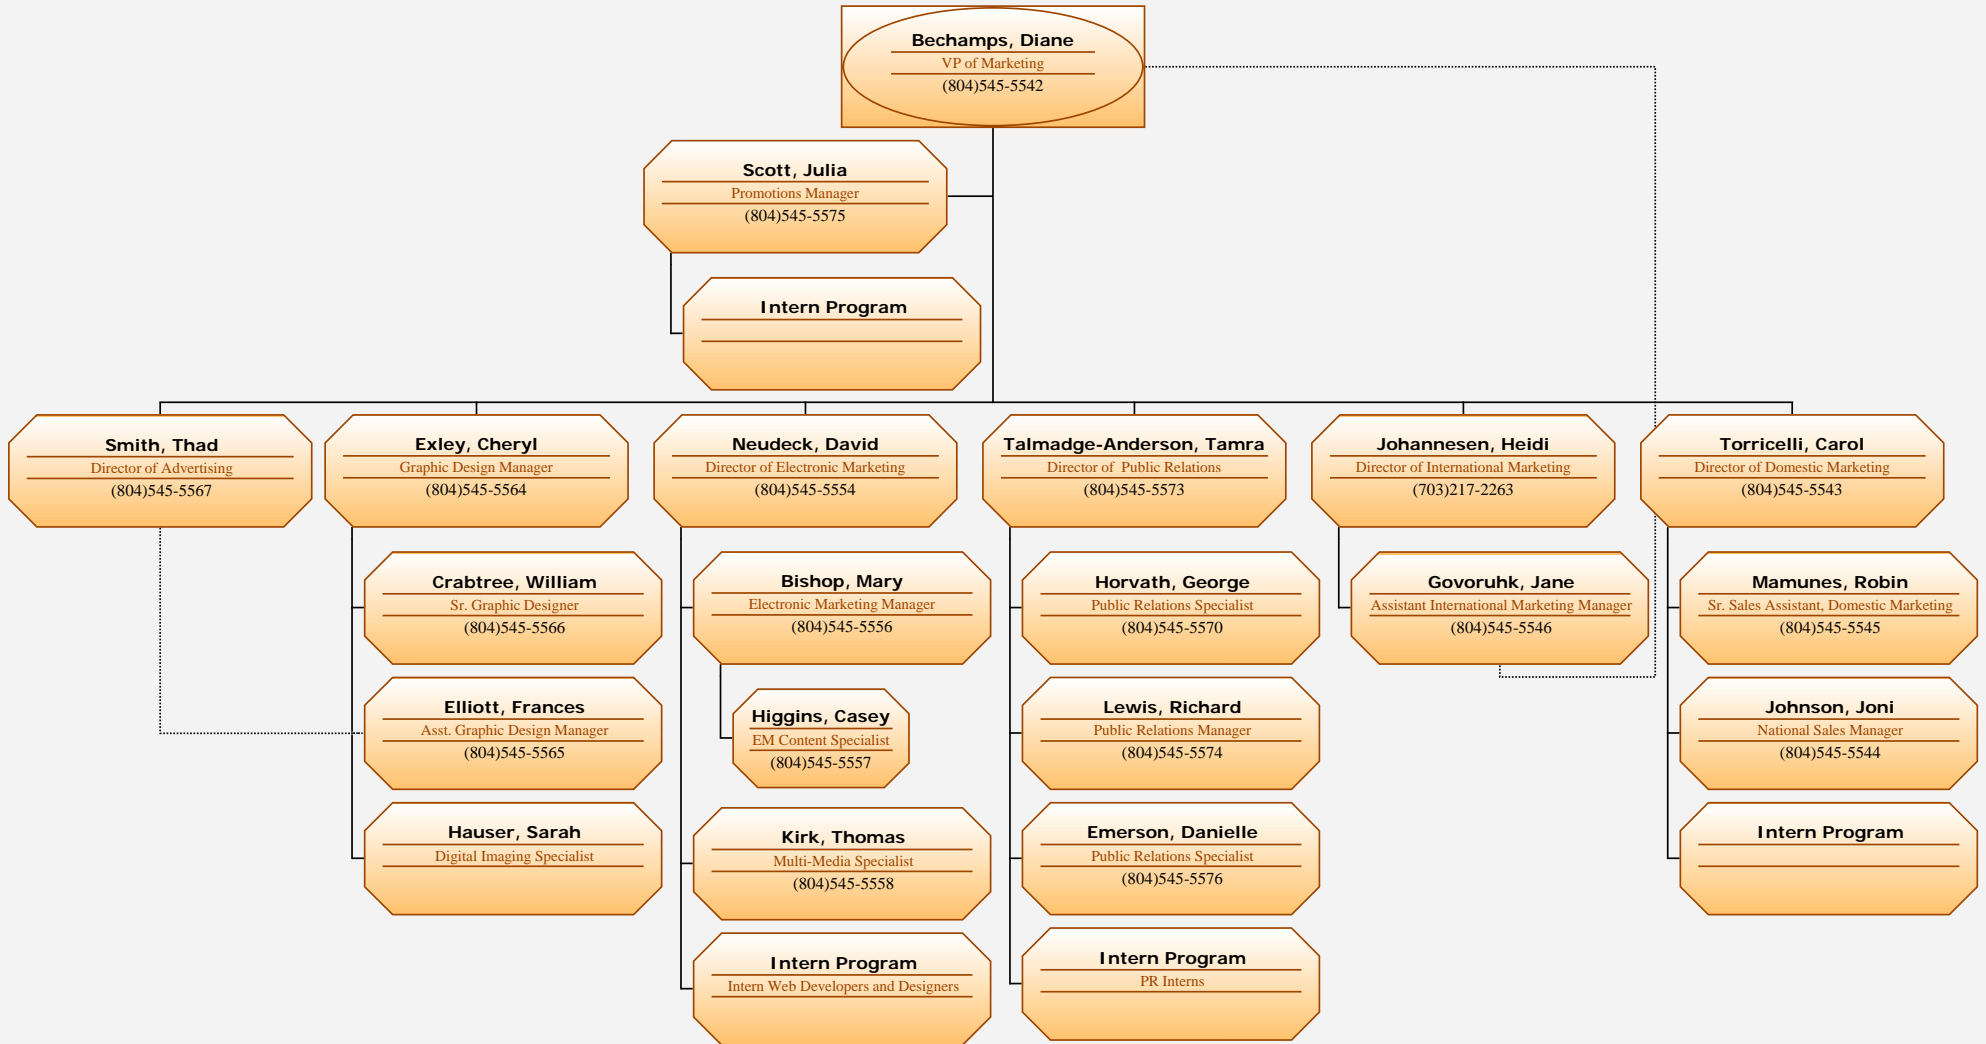 Bechamps, Diane
VP of Marketing
(804)545-5542
Scott, Julia
Promotions Manager
(804)545-5575
Intern Program
Smith, Thad
Director of Advertising
(804)545-5567
Exley, Cheryl
Graphic Design Manager
(804)545-5564
Neudeck, David
Director of Electronic Marketing
(804)545-5554
Talmadge-Anderson, Tamra
Director of Public Relations
(804)545-5573
Johannesen, Heidi
Director of International Marketing
(703)217-2263
Torricelli, Carol
Director of Domestic Marketing
(804)545-5543
Crabtree, William
Sr. Graphic Designer
(804)545-5566
Elliott, Frances
Asst. Graphic Design Manager
(804)545-5565
Hauser, Sarah
Digital Imaging Specialist
Bishop, Mary
Electronic Marketing Manager
(804)545-5556
Higgins, Casey
EM Content Specialist
(804)545-5557
Kirk, Thomas
Multi-Media Specialist
(804)545-5558
Intern Program
Intern Web Developers and Designers
Horvath, George
Public Relations Specialist
(804)545-5570
Lewis, Richard
Public Relations Manager
(804)545-5574
Emerson, Danielle
Public Relations Specialist
(804)545-5576
Intern Program
PR Interns
Govoruhk, Jane
Assistant International Marketing Manager
(804)545-5546
Mamunes, Robin
Sr. Sales Assistant, Domestic Marketing
(804)545-5545
Johnson, Joni
National Sales Manager
(804)545-5544
Intern Program